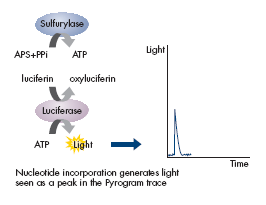 Sulfurylase
APS+PPi ATP
luciferin oxyluciferin
Luciferase
ATP Light
Light
Time
Nucleotide incorporation generates light
seen as a peak in the Pyrogram trace